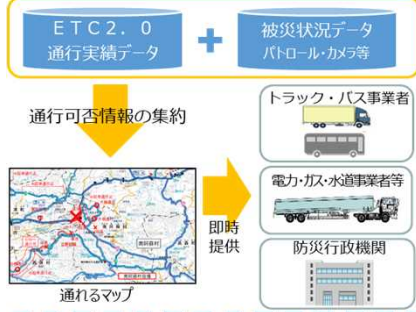 ETC2.0
通行実績データ
+
被災状況データ
パトロール・カメラ等
通行可否情報の集約
トラック・バス事業者
電力・ガス・水道事業者等
即時
提供
防災行政機関
通れるマップ